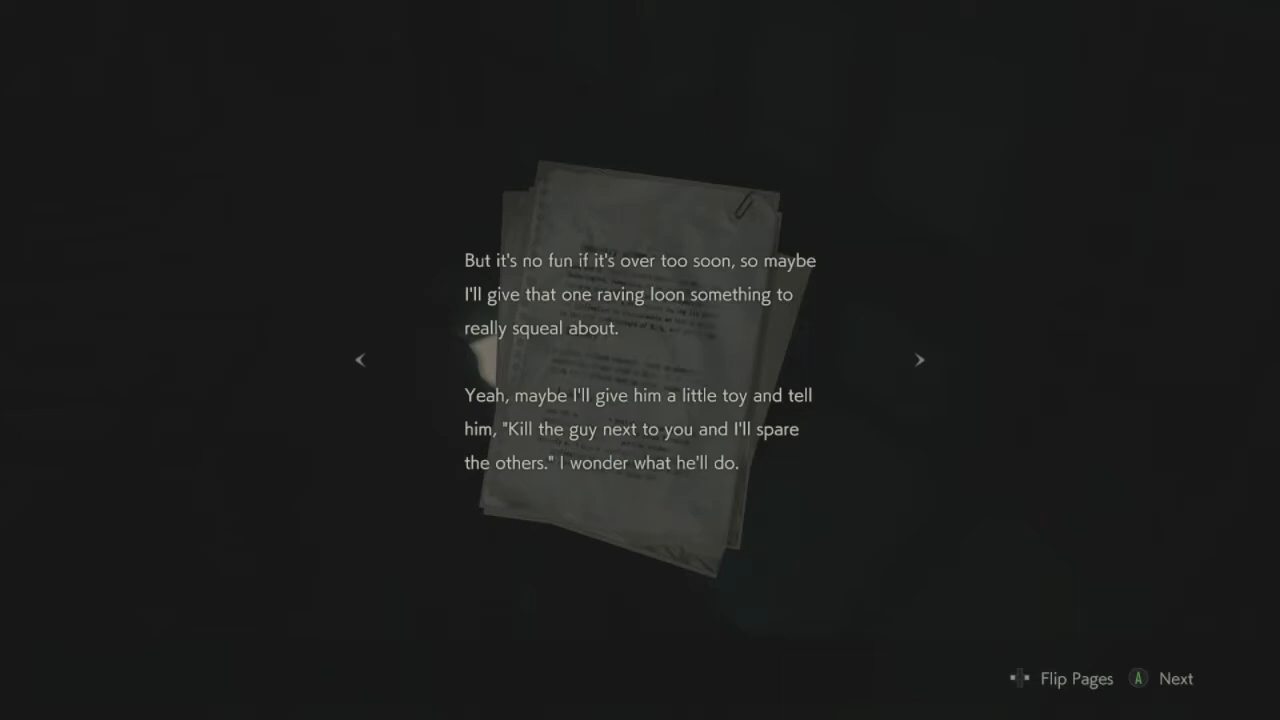 But it's no fun if it's over too soon, so maybe
I'll give that one raving loon something to
really squeal about.
Yeah, maybe I'll give him a little toy and tell
him, "Kill the guy next to you and I'll spare
the others." I wonder what he'll do.
Flip Pages A Next